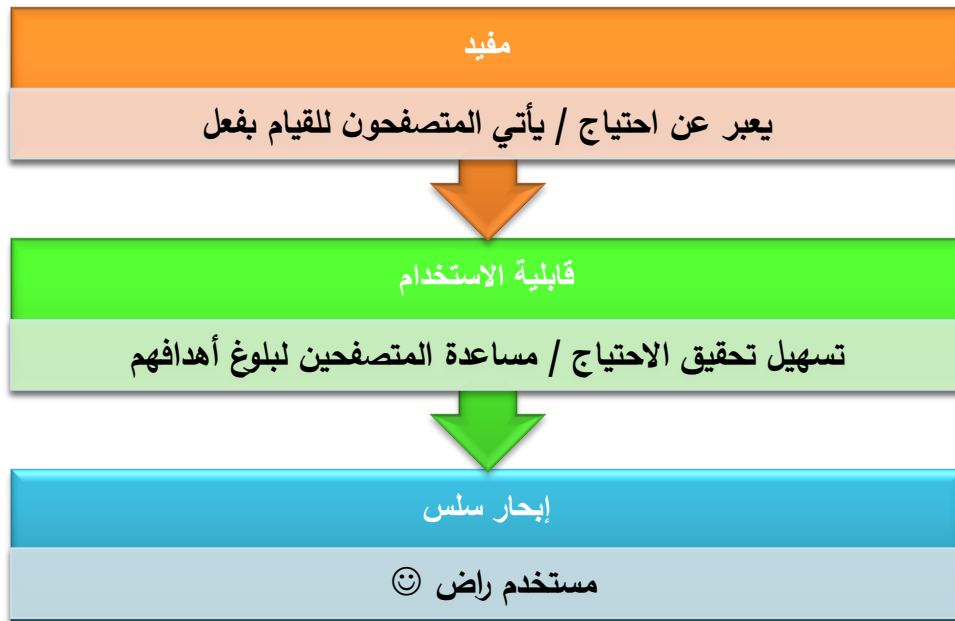 مفيد
يعبر عن احتياج / يأتي المتصفحون للقيام بفعل
قابلية الاستخدام
تسهيل تحقيق الاحتياج / مساعدة المتصفحين لبلوغ أهدافهم
إبحار سلس
مستخدم راض ☺